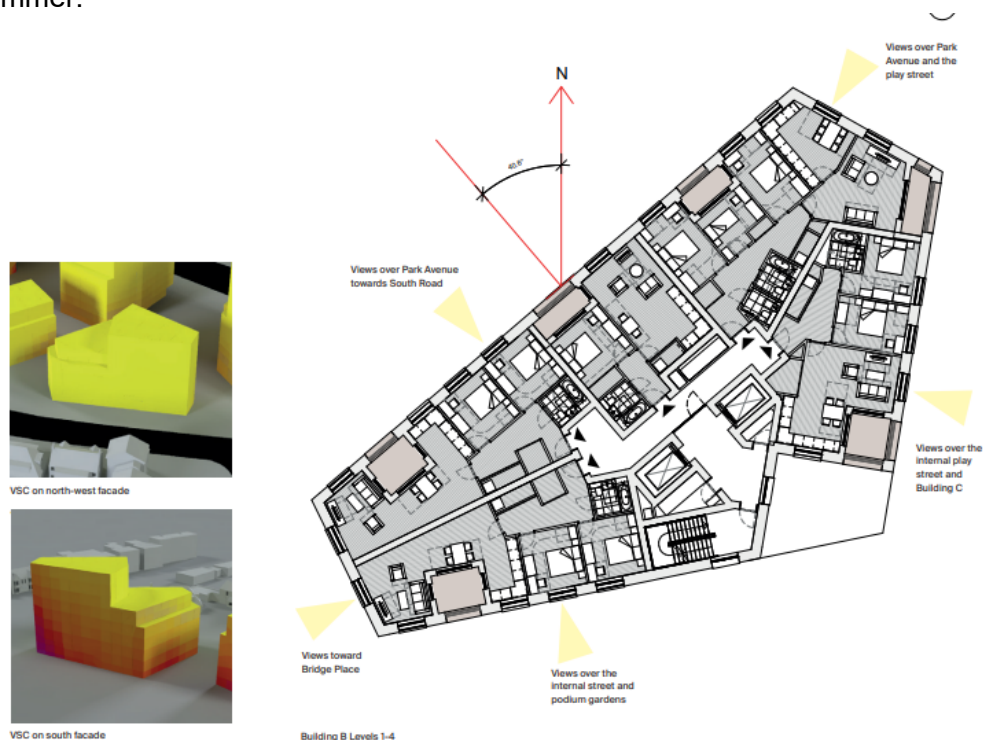 mmer.
Views over Park
Avenue and the
play street
N
40.8°
Views over Park Avenue
towards South Road
VSC on north-west facade
Views over the
internal play
street and
Building C
Views toward
Bridge Place
Views over the
internal street and
podium gardens
VSC on south facade
Building B Levels 1-4